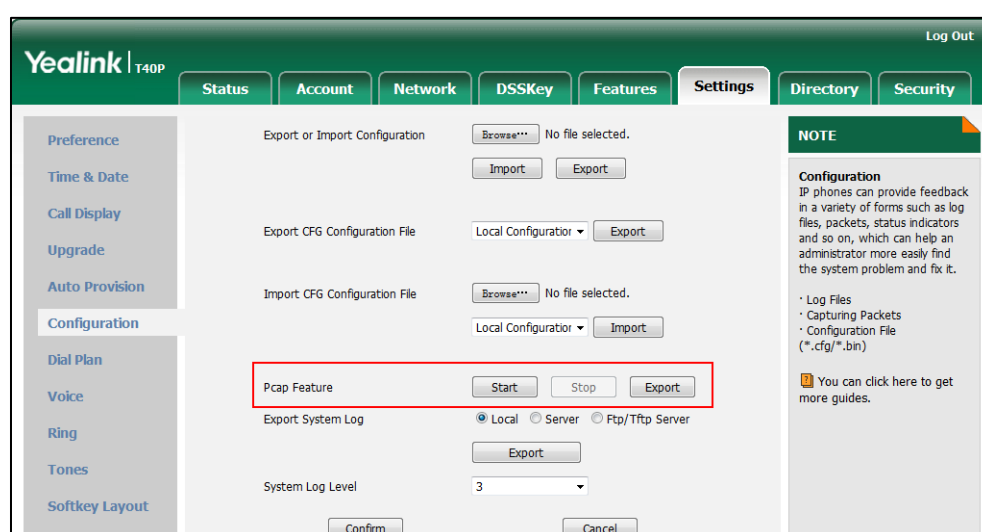 Log Out
Yealink | T40P
Status Account Network DSSKey Features Settings Directory Security
Preference
Time & Date
Call Display
Upgrade
Auto Provision
Configuration
Dial Plan
Voice
Ring
Tones
Softkey Layout
Export or Import Configuration Browse... No file selected.
Import Export
Export CFG Configuration File Local Configuration Export
Import CFG Configuration File Browse... No file selected.
Local Configuration Import
Pcap Feature Start Stop Export
Export System Log Local Server Ftp/Tftp Server
Export
System Log Level 3
Confirm Cancel
NOTE
Configuration
IP phones can provide feedback
in a variety of forms such as log
files, packets, status indicators
and so on, which can help an
administrator more easily find
the system problem and fix it.
· Log Files
· Capturing Packets
· Configuration File
(*.cfg/*.bin)
? You can click here to get
more guides.